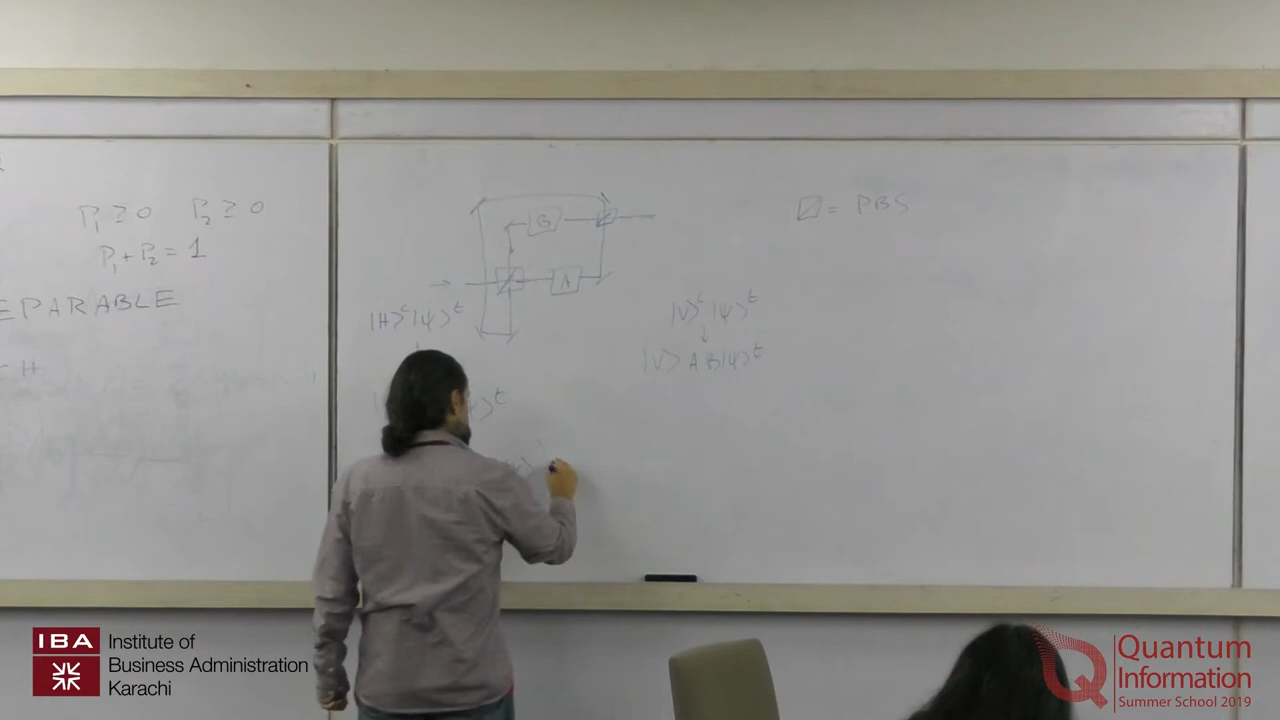 P₁ ≥ 0 P₂ ≥ 0
P₁ + P₂ = 1
EPARABLE
H
B
A
= PBS
|H>ᶜ|ψ>ᵗ
|V>ᶜ|ψ>ᵗ
↓
|V> AB|ψ>ᵗ
>ᵗ
IBA
Institute of
Business Administration
Karachi
Quantum
Information
Summer School 2019